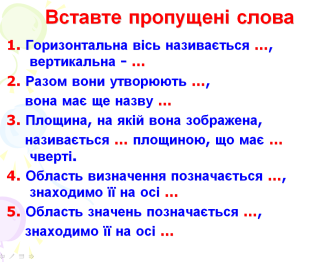 Вставте пропущені слова
1. Горизонтальна вісь називається ...,
вертикальна - ...
2. Разом вони утворюють ...,
вона має ще назву ...
3. Площина, на якій вона зображена,
називається ... площиною, що має ...
чверті.
4. Область визначення позначається ...,
знаходимо її на осі ...
5. Область значень позначається ...,
знаходимо її на осі ...